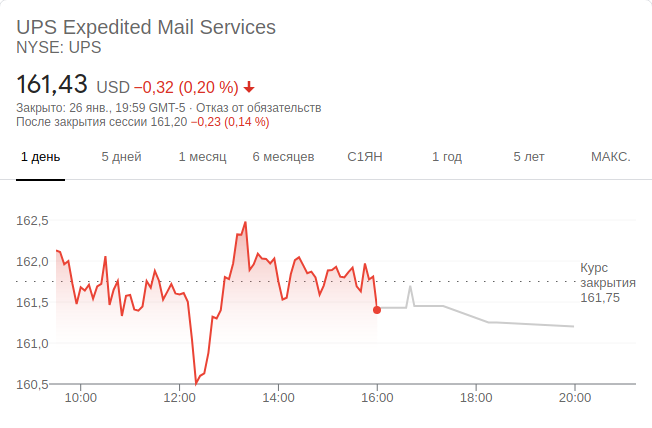 UPS Expedited Mail Services
NYSE: UPS
161,43 USD −0,32 (0,20 %)
Закрыто: 26 янв., 19:59 GMT-5 · Отказ от обязательств
После закрытия сессии 161,20 −0,23 (0,14 %)
1 день 5 дней 1 месяц 6 месяцев С1ЯН 1 год 5 лет МАКС.
162,5
162,0
161,5
161,0
160,5
Курс
закрытия
161,75
10:00 12:00 14:00 16:00 18:00 20:00